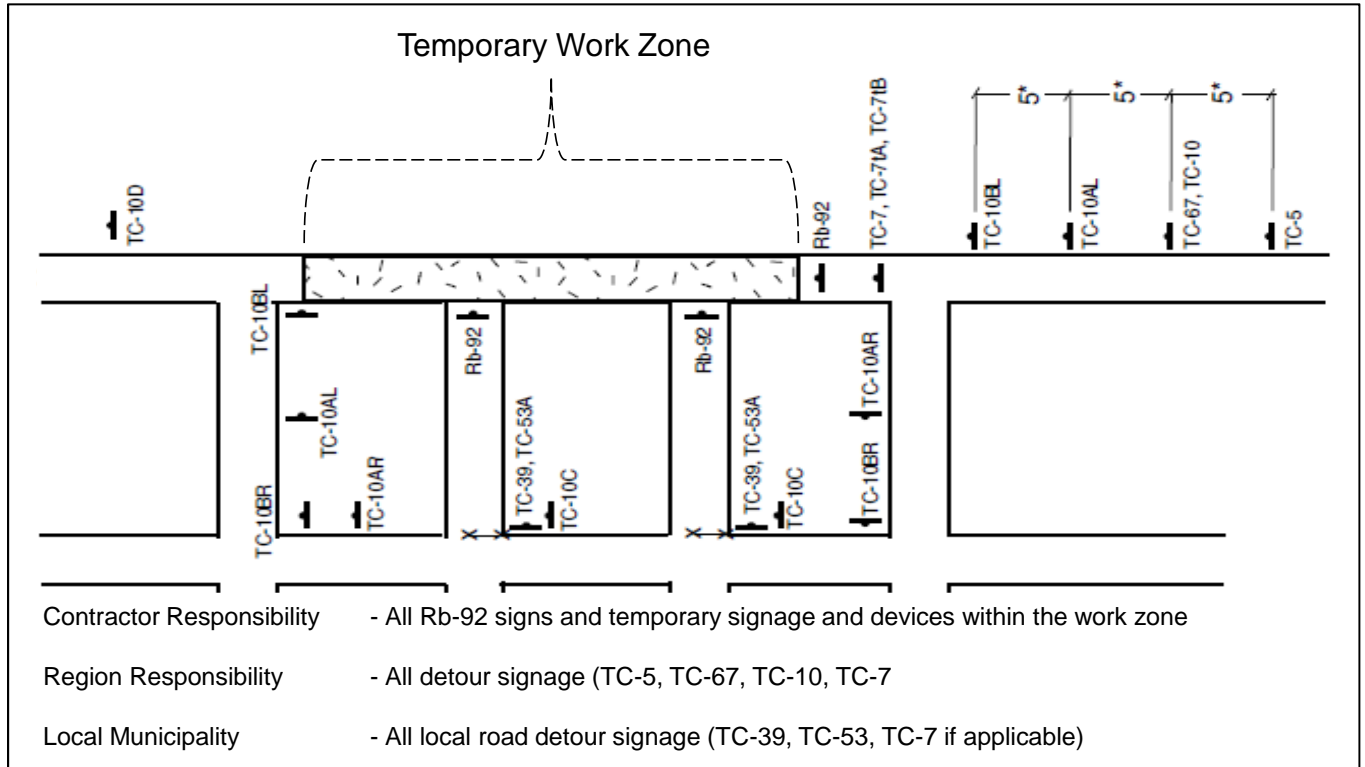 Temporary Work Zone
TC-10D
Rb-92
TC-7, TC-7tA, TC-7tB
5*
5*
5*
TC-10BL
TC-10AL
TC-67, TC-10
TC-5
TC-10BL
TC-10AL
TC-10BR
TC-10AR
Rb-92
TC-39, TC-53A
TC-10C
Rb-92
TC-39, TC-53A
TC-10C
TC-10AR
TC-10BR
Contractor Responsibility - All Rb-92 signs and temporary signage and devices within the work zone
Region Responsibility - All detour signage (TC-5, TC-67, TC-10, TC-7
Local Municipality - All local road detour signage (TC-39, TC-53, TC-7 if applicable)